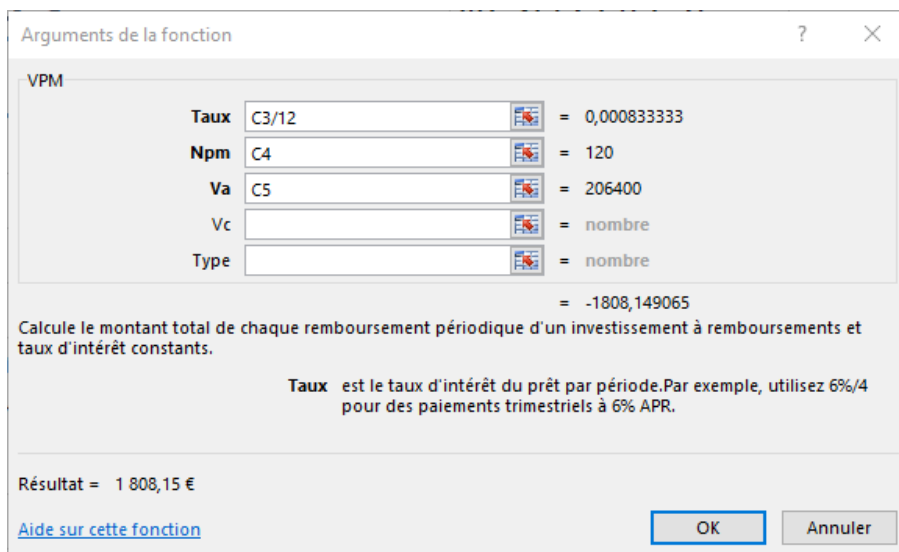 Arguments de la fonction ?
VPM
Taux C3/12 = 0,000833333
Npm C4 = 120
Va C5 = 206400
Vc = nombre
Type = nombre
= -1808,149065
Calcule le montant total de chaque remboursement périodique d'un investissement à remboursements et
taux d'intérêt constants.
Taux est le taux d'intérêt du prêt par période.Par exemple, utilisez 6%/4
pour des paiements trimestriels à 6% APR.
Résultat = 1 808,15 €
Aide sur cette fonction
OK Annuler